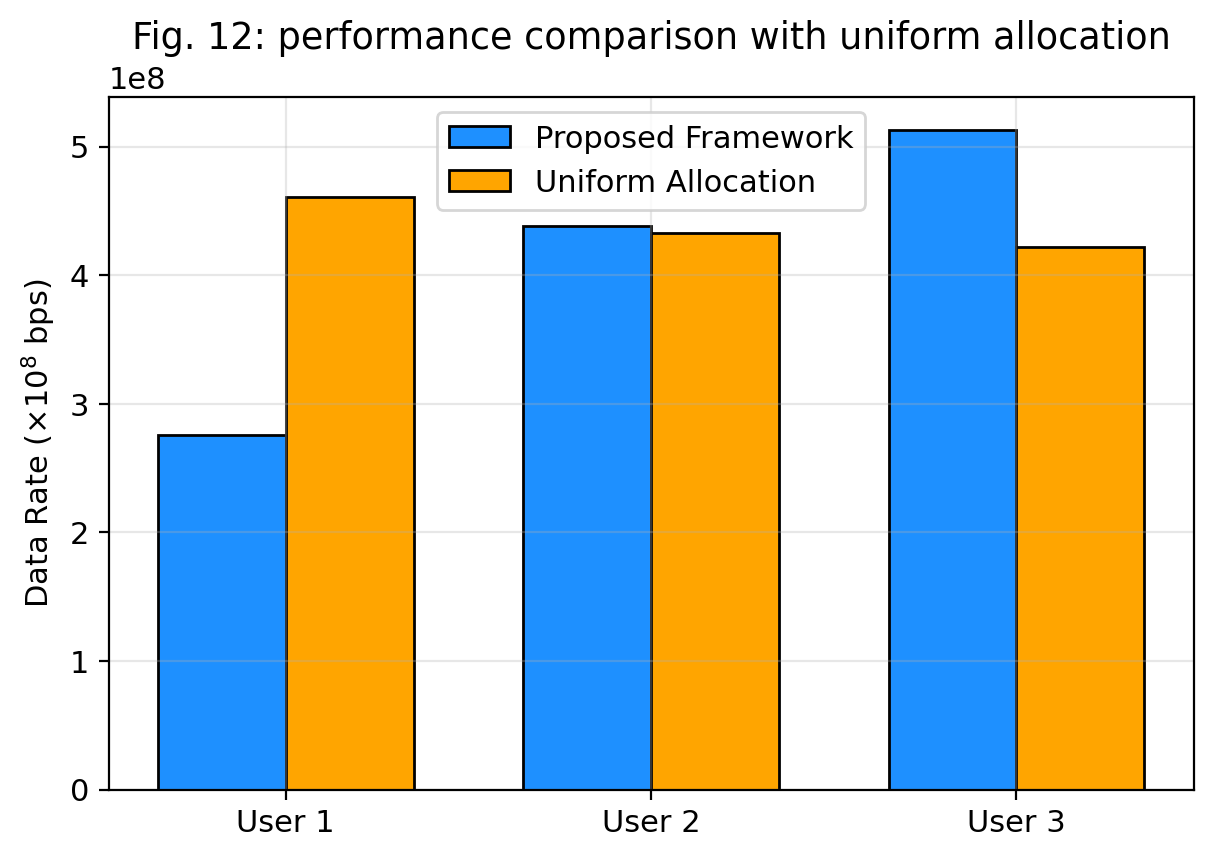 Fig. 12: performance comparison with uniform allocation
1e8
Proposed Framework
Uniform Allocation
Data Rate (×10⁸ bps)
5
4
3
2
1
0
User 1
User 2
User 3